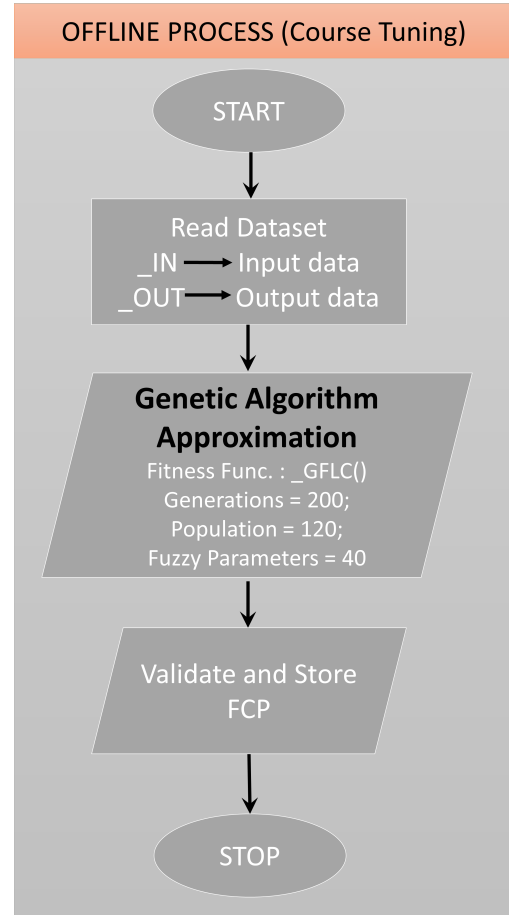 OFFLINE PROCESS (Course Tuning)
START
Read Dataset
_IN → Input data
_OUT → Output data
Genetic Algorithm
Approximation
Fitness Func. : _GFLC()
Generations = 200;
Population = 120;
Fuzzy Parameters = 40
Validate and Store
FCP
STOP